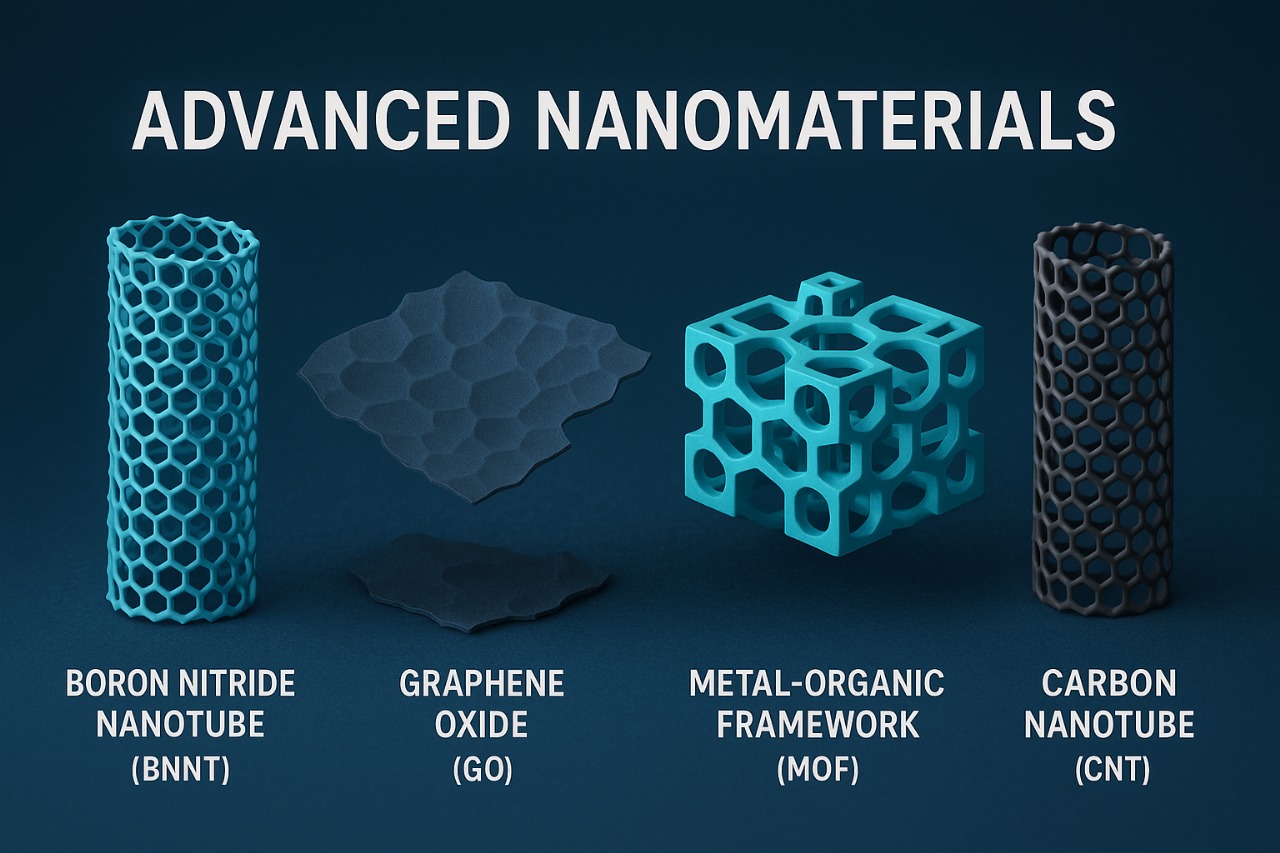 ADVANCED NANOMATERIALS
BORON NITRIDE
NANOTUBE
(BNNT)
GRAPHENE
OXIDE
(GO)
METAL-ORGANIC
FRAMEWORK
(MOF)
CARBON
NANOTUBE
(CNT)